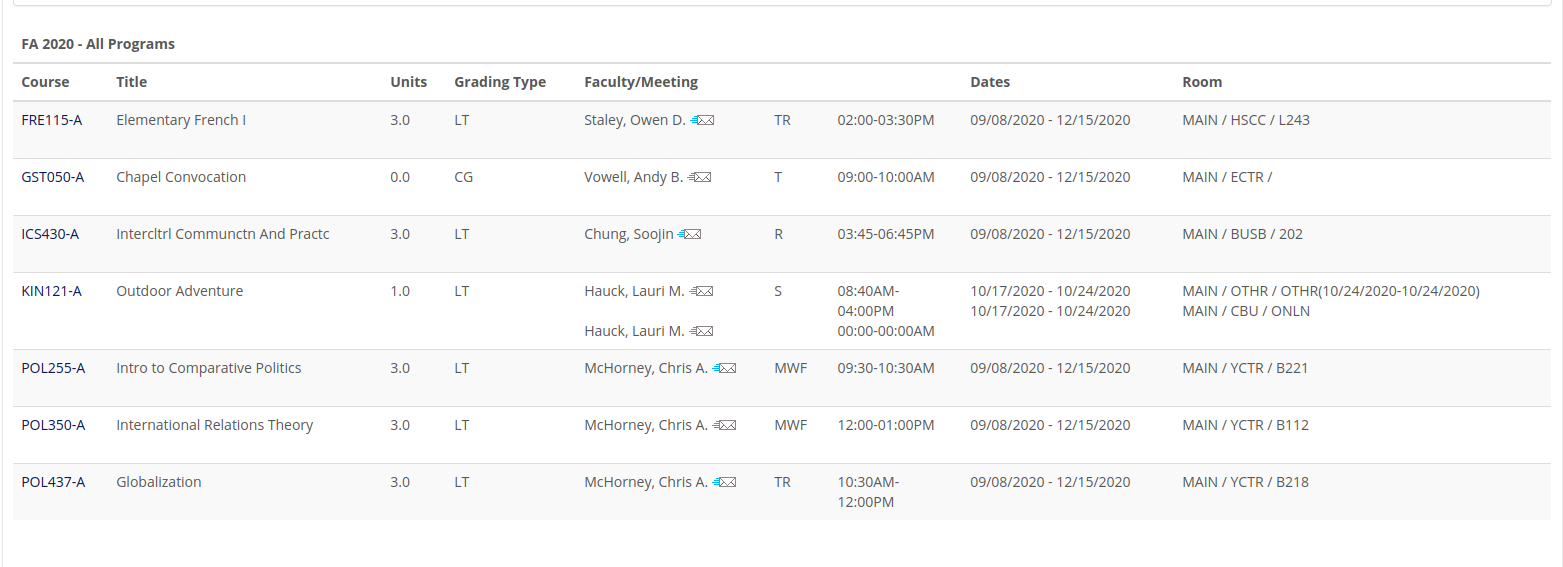 FA 2020 - All Programs
Course Title Units Grading Type Faculty/Meeting Dates Room
FRE115-A Elementary French I 3.0 LT Staley, Owen D. TR 02:00-03:30PM 09/08/2020 - 12/15/2020 MAIN / HSCC / L243
GST050-A Chapel Convocation 0.0 CG Vowell, Andy B. T 09:00-10:00AM 09/08/2020 - 12/15/2020 MAIN / ECTR /
ICS430-A Intercltrl Communctn And Practc 3.0 LT Chung, Soojin R 03:45-06:45PM 09/08/2020 - 12/15/2020 MAIN / BUSB / 202
KIN121-A Outdoor Adventure 1.0 LT Hauck, Lauri M. S 08:40AM- 10/17/2020 - 10/24/2020 MAIN / OTHR / OTHR(10/24/2020-10/24/2020)
04:00PM 10/17/2020 - 10/24/2020 MAIN / CBU / ONLN
Hauck, Lauri M. 00:00-00:00AM
POL255-A Intro to Comparative Politics 3.0 LT McHorney, Chris A. MWF 09:30-10:30AM 09/08/2020 - 12/15/2020 MAIN / YCTR / B221
POL350-A International Relations Theory 3.0 LT McHorney, Chris A. MWF 12:00-01:00PM 09/08/2020 - 12/15/2020 MAIN / YCTR / B112
POL437-A Globalization 3.0 LT McHorney, Chris A. TR 10:30AM- 09/08/2020 - 12/15/2020 MAIN / YCTR / B218
12:00PM